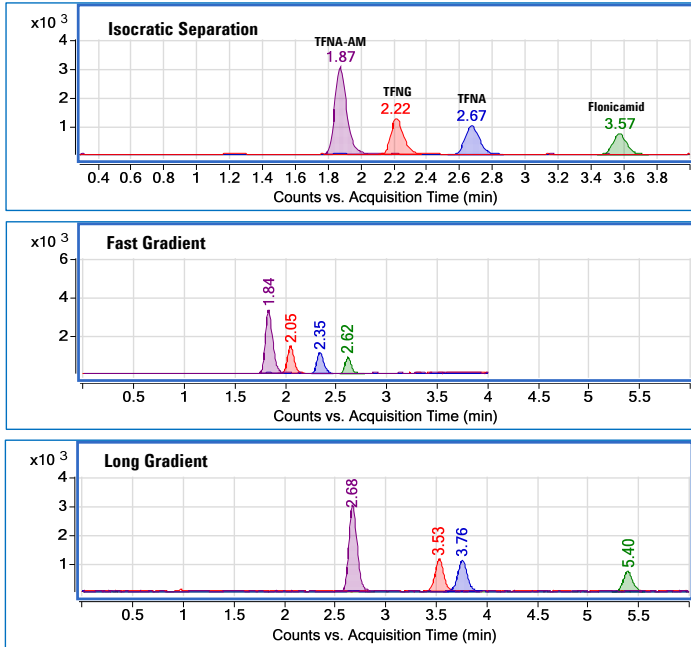 Isocratic Separation
x10 3
TFNA-AM
1.87
TFNG
2.22
TFNA
2.67
Flonicamid
3.57
4
3
2
1
0.4 0.6 0.8 1 1.2 1.4 1.6 1.8 2 2.2 2.4 2.6 2.8 3 3.2 3.4 3.6 3.8
Counts vs. Acquisition Time (min)
Fast Gradient
x10 3
6
4
2
1.84
2.05
2.35
2.62
0.5 1 1.5 2 2.5 3 3.5 4 4.5 5 5.5
Counts vs. Acquisition Time (min)
Long Gradient
x10 3
4
3
2
1
2.68
3.53
3.76
5.40
0.5 1 1.5 2 2.5 3 3.5 4 4.5 5 5.5
Counts vs. Acquisition Time (min)